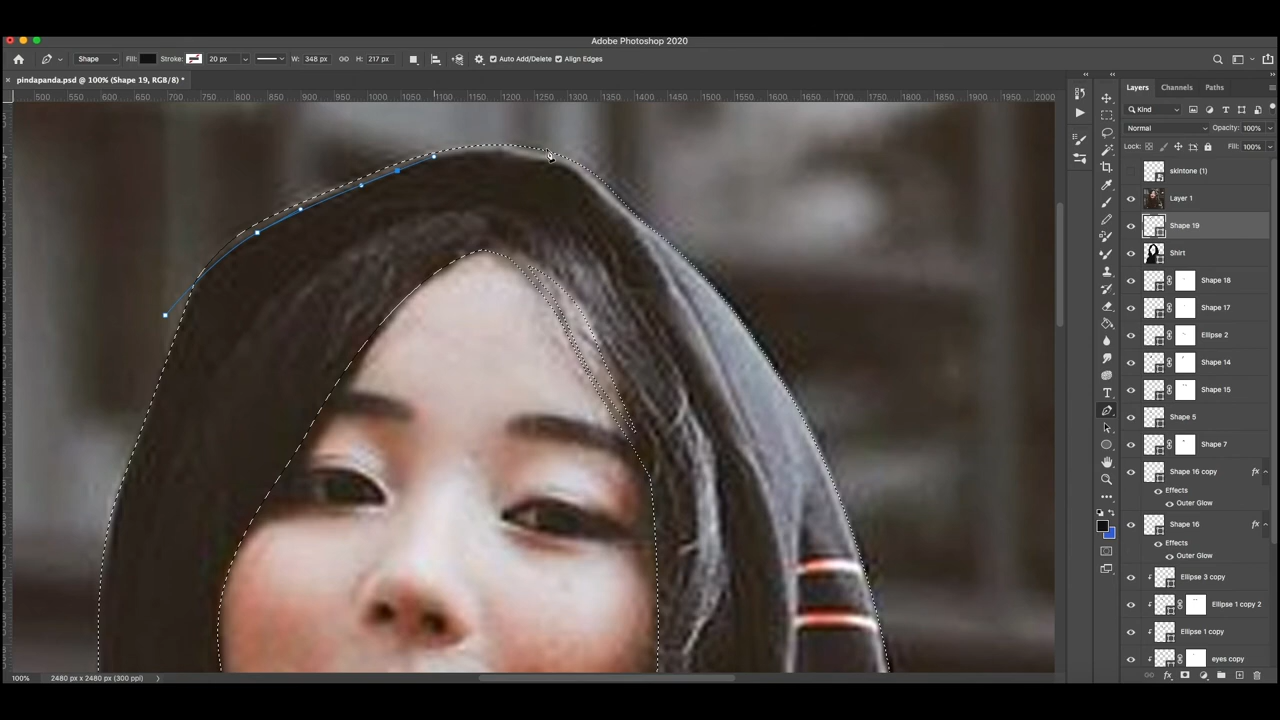 Adobe Photoshop 2020
Shape Fill: Stroke: 20 px W: 348 px H: 217 px Auto Add/Delete Align Edges
pindapanda.psd @ 100% (Shape 19, RGB/8) *
500 550 600 650 700 750 800 850 900 950 1000 1050 1100 1150 1200 1250 1300 1350 1400 1450 1500 1550 1600 1650 1700 1750 1800 1850 1900 1950 2000
Layers Channels Paths
Kind
Normal Opacity: 100%
Lock: Fill: 100%
skintone (1)
Layer 1
Shape 19
Shirt
Shape 18
Shape 17
Ellipse 2
Shape 14
Shape 15
Shape 5
Shape 7
Shape 16 copy fx
Effects
Outer Glow
Shape 16 fx
Effects
Outer Glow
Ellipse 3 copy
Ellipse 1 copy 2
Ellipse 1 copy
eyes copy
100% 2480 px x 2480 px (300 ppi)